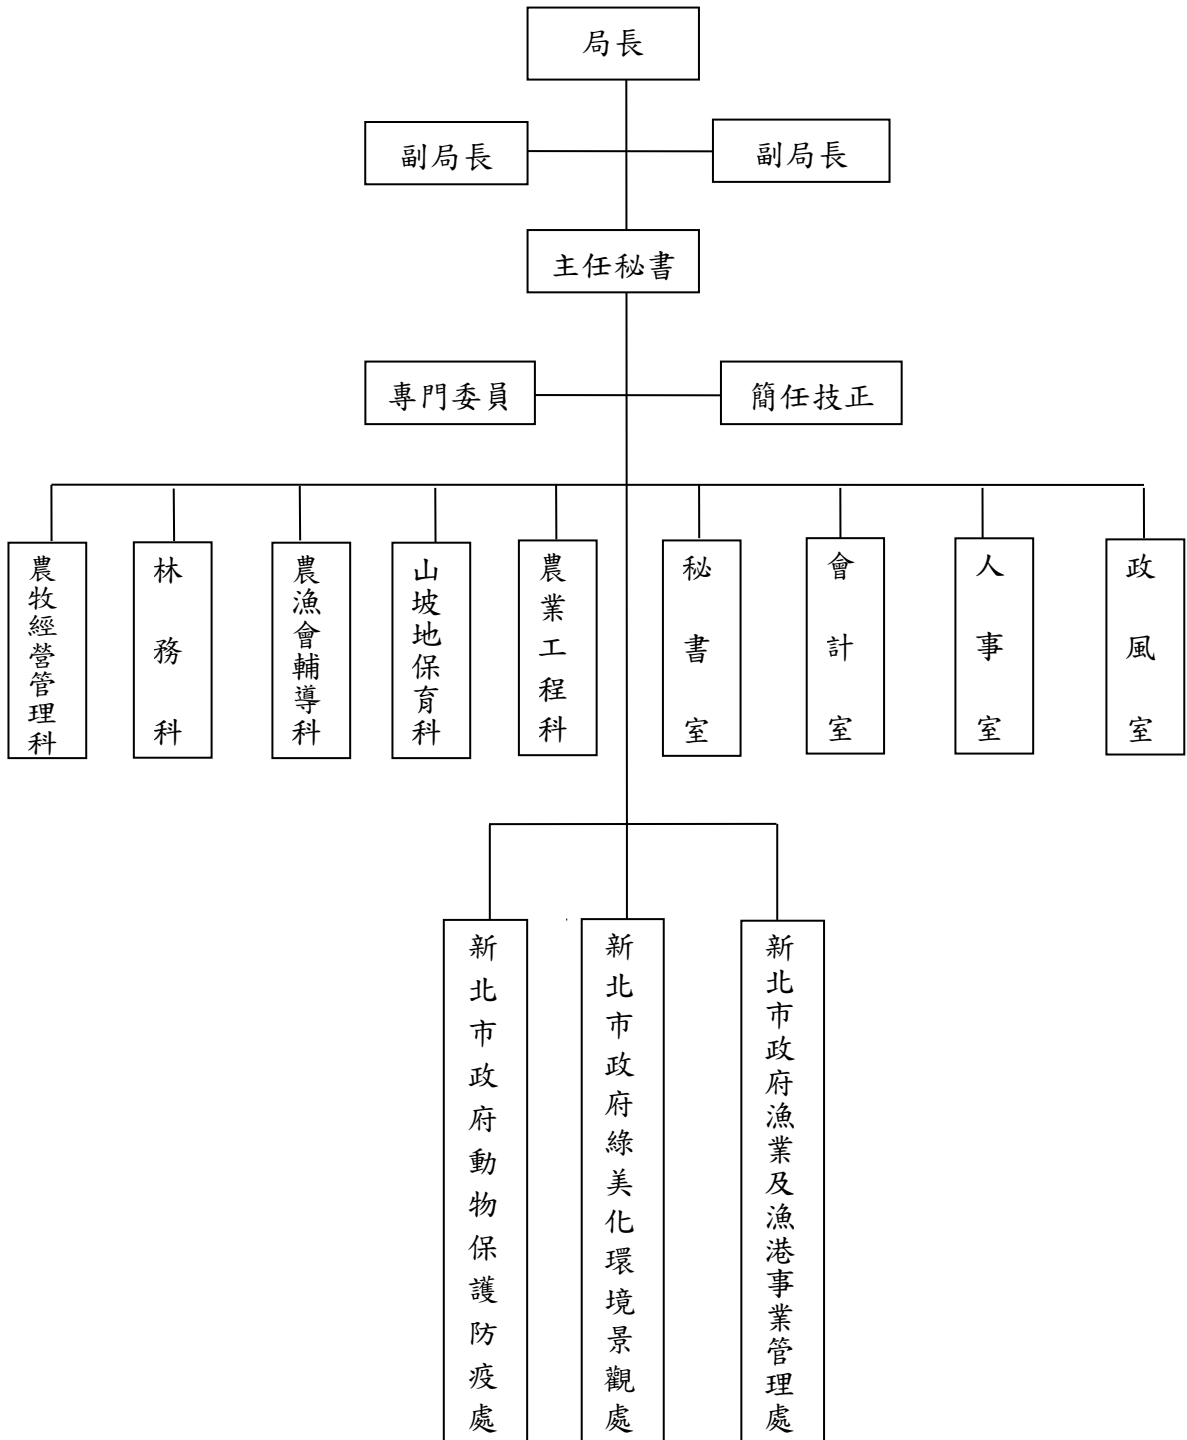 局長
副局長
副局長
主任秘書
專門委員
簡任技正
農牧經營管理科
林務科
農漁會輔導科
山坡地保育科
農業工程科
秘書室
會計室
人事室
政風室
新北市政府動物保護防疫處
新北市政府綠美化環境景觀處
新北市政府漁業及漁港事業管理處